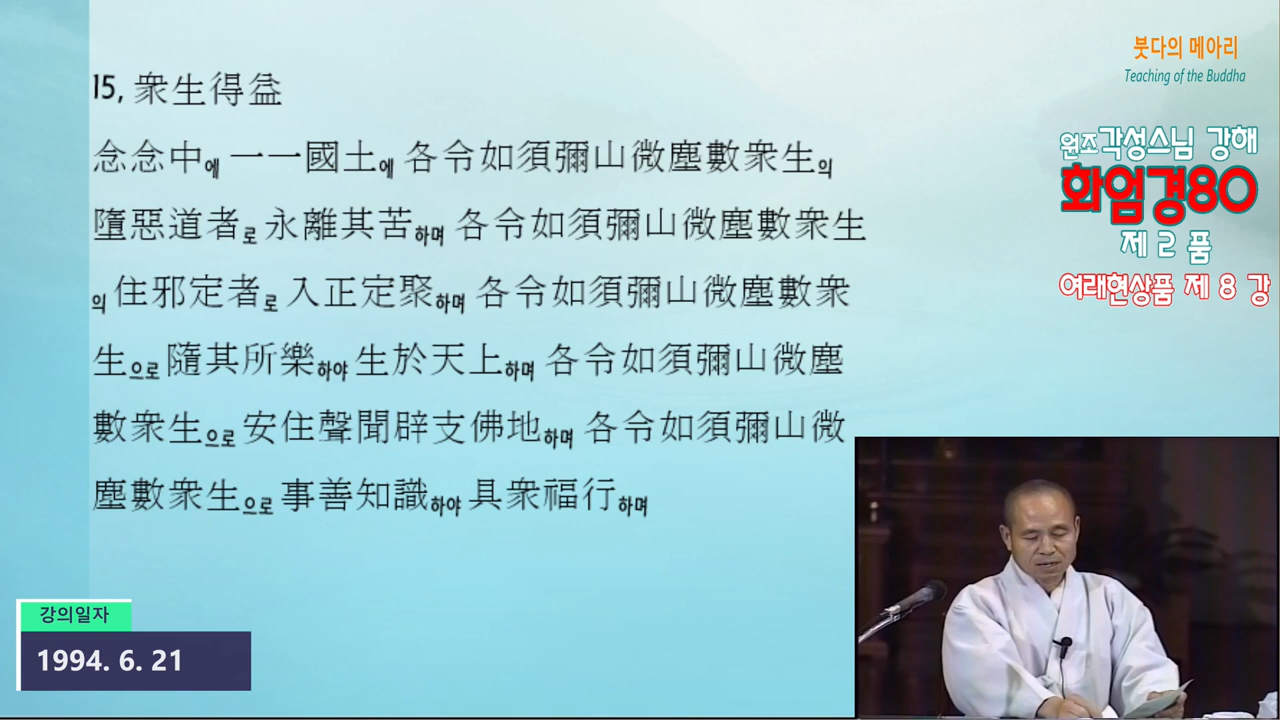 15, 衆生得益
念念中에 一一國土에 各令如須彌山微塵數衆生의
墮惡道者로 永離其苦하며 各令如須彌山微塵數衆生
의 住邪定者로 入正定聚하며 各令如須彌山微塵數衆
生으로 隨其所樂하야 生於天上하며 各令如須彌山微塵
數衆生으로 安住聲聞辟支佛地하며 各令如須彌山微
塵數衆生으로 事善知識하야 具衆福行하며
붓다의 메아리
Teaching of the Buddha
원조각성스님 강해
화엄경80
제 2 품
여래현상품 제 8 강
강의일자
1994. 6. 21